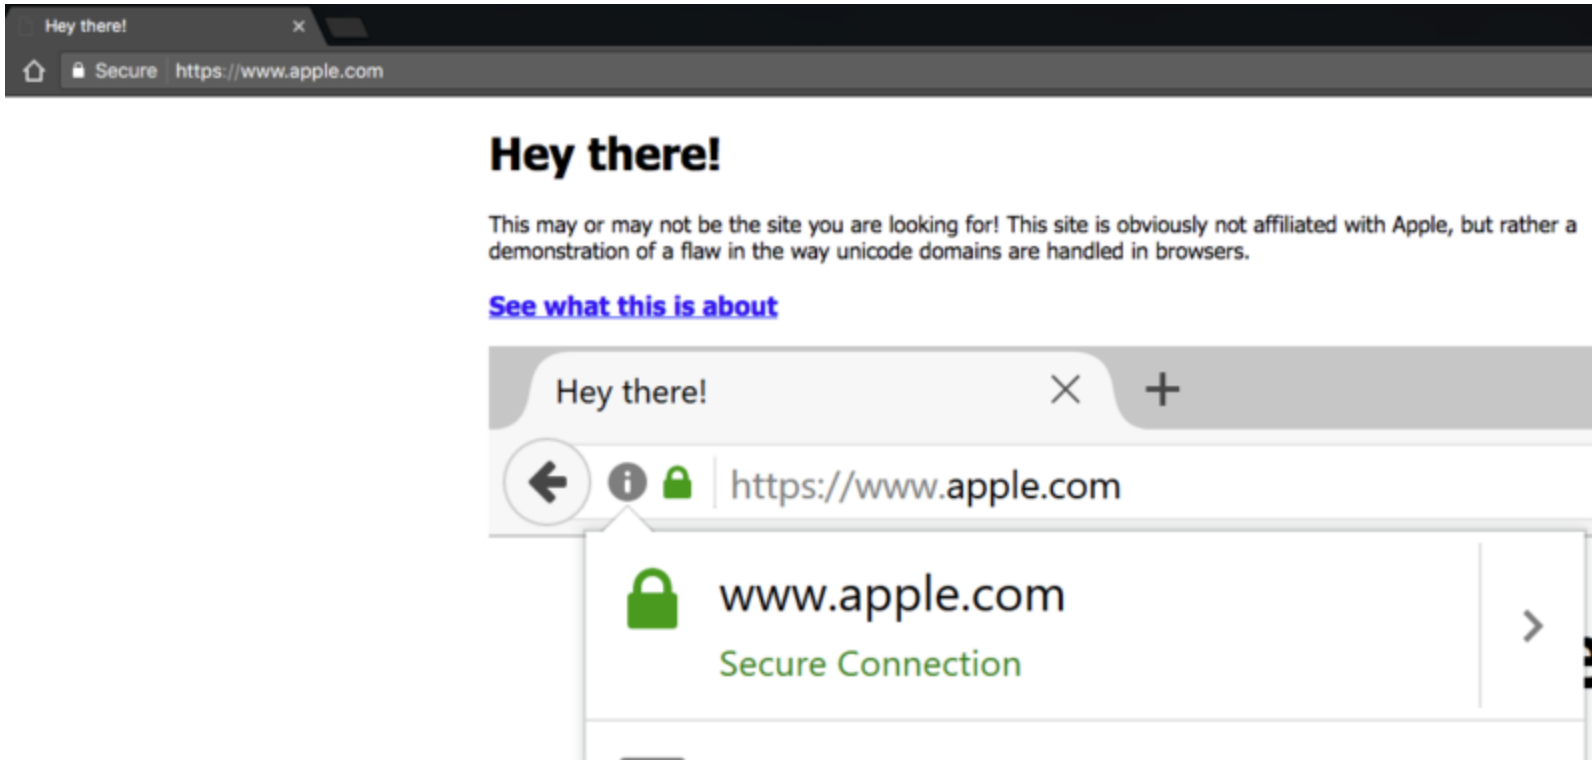 Hey there!
Secure https://www.apple.com
Hey there!
This may or may not be the site you are looking for! This site is obviously not affiliated with Apple, but rather a
demonstration of a flaw in the way unicode domains are handled in browsers.
See what this is about
Hey there!
https://www.apple.com
www.apple.com
Secure Connection